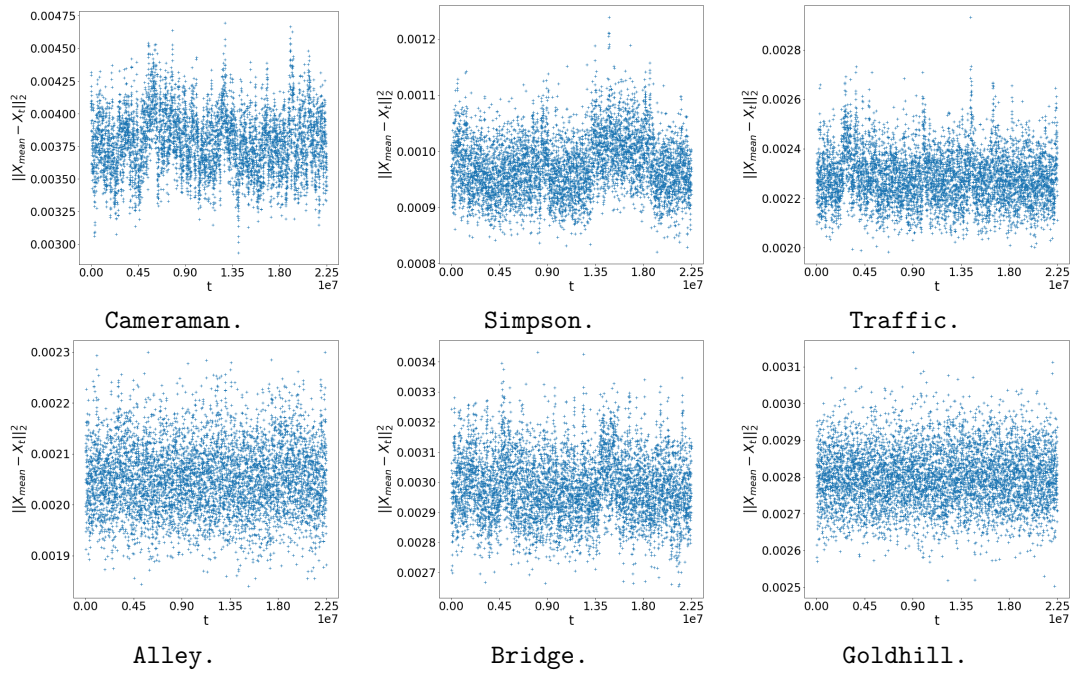 0.00475
0.00450
0.00425
0.00400
0.00375
0.00350
0.00325
0.00300
||X_mean − X_t||₂²
0.00 0.45 0.90 1.35 1.80 2.25
t
1e7
Cameraman.
0.0012
0.0011
0.0010
0.0009
0.0008
||X_mean − X_t||₂²
0.00 0.45 0.90 1.35 1.80 2.25
t
1e7
Simpson.
0.0028
0.0026
0.0024
0.0022
0.0020
||X_mean − X_t||₂²
0.00 0.45 0.90 1.35 1.80 2.25
t
1e7
Traffic.
0.0023
0.0022
0.0021
0.0020
0.0019
||X_mean − X_t||₂²
0.00 0.45 0.90 1.35 1.80 2.25
t
1e7
Alley.
0.0034
0.0033
0.0032
0.0031
0.0030
0.0029
0.0028
0.0027
||X_mean − X_t||₂²
0.00 0.45 0.90 1.35 1.80 2.25
t
1e7
Bridge.
0.0031
0.0030
0.0029
0.0028
0.0027
0.0026
0.0025
||X_mean − X_t||₂²
0.00 0.45 0.90 1.35 1.80 2.25
t
1e7
Goldhill.